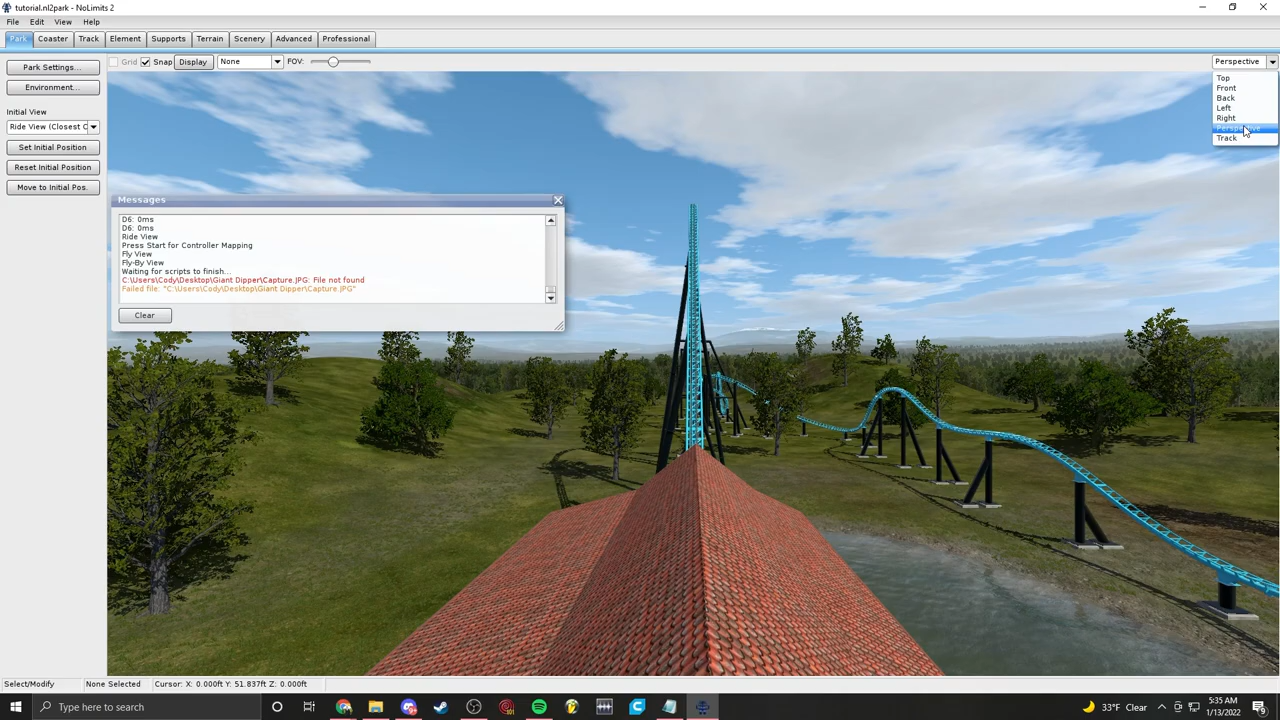 tutorial.nl2park - NoLimits 2
File Edit View Help
Park Coaster Track Element Supports Terrain Scenery Advanced Professional
Grid Snap Display None FOV: Perspective
Park Settings...
Environment...
Initial View
Ride View (Closest C
Set Initial Position
Reset Initial Position
Move to Initial Pos.
Top
Front
Back
Left
Right
Perspective
Track
Messages
D6: 0ms
D6: 0ms
Ride View
Press Start for Controller Mapping
Fly View
Fly-By View
Waiting for scripts to finish...
C:\Users\Cody\Desktop\Giant Dipper\Capture.JPG: File not found
Failed file: "C:\Users\Cody\Desktop\Giant Dipper\Capture.JPG"
Clear
Select/Modify None Selected Cursor: X: 0.000ft Y: 51.837ft Z: 0.000ft
Type here to search
33°F Clear
5:35 AM
1/13/2022